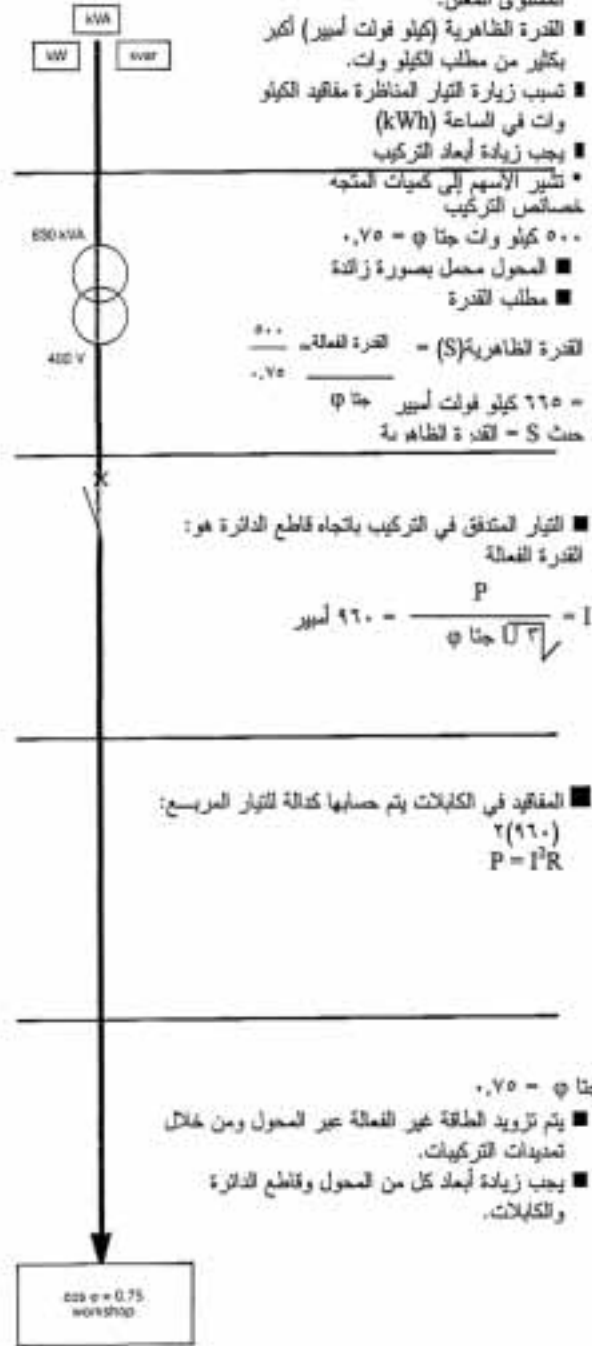 المستوى المعلن.
kVA
kW
kvar
■ القدرة الظاهرية (كيلو فولت أمبير) أكبر
بكثير من مطلب الكيلو وات.
■ تسبب زيارة التيار المناظرة مفاقيد الكيلو
وات في الساعة (kWh)
■ يجب زيادة أبعاد التركيب
* تشير الأسهم إلى كميات المتجه
خصائص التركيب
٥٠٠ كيلو وات جتا φ = ٠,٧٥
■ المحول محمل بصورة زائدة
■ مطلب القدرة
630 kVA
400 V
القدرة الظاهرية(S) = القدرة الفعالة = ٥٠٠
جتا φ ٠,٧٥
= ٦٦٥ كيلو فولت أمبير
حيث S = القدرة الظاهرية
■ التيار المتدفق في التركيب باتجاه قاطع الدائرة هو:
القدرة الفعالة
I = P / √٣ U جتا φ = ٩٦٠ أمبير
■ المفاقيد في الكابلات يتم حسابها كدالة للتيار المربع:
(٩٦٠)٢
P = I²R
جتا φ = ٠,٧٥
■ يتم تزويد الطاقة غير الفعالة عبر المحول ومن خلال
تمديدات التركيبات.
■ يجب زيادة أبعاد كل من المحول وقاطع الدائرة
والكابلات.
cos φ = 0.75
workshop